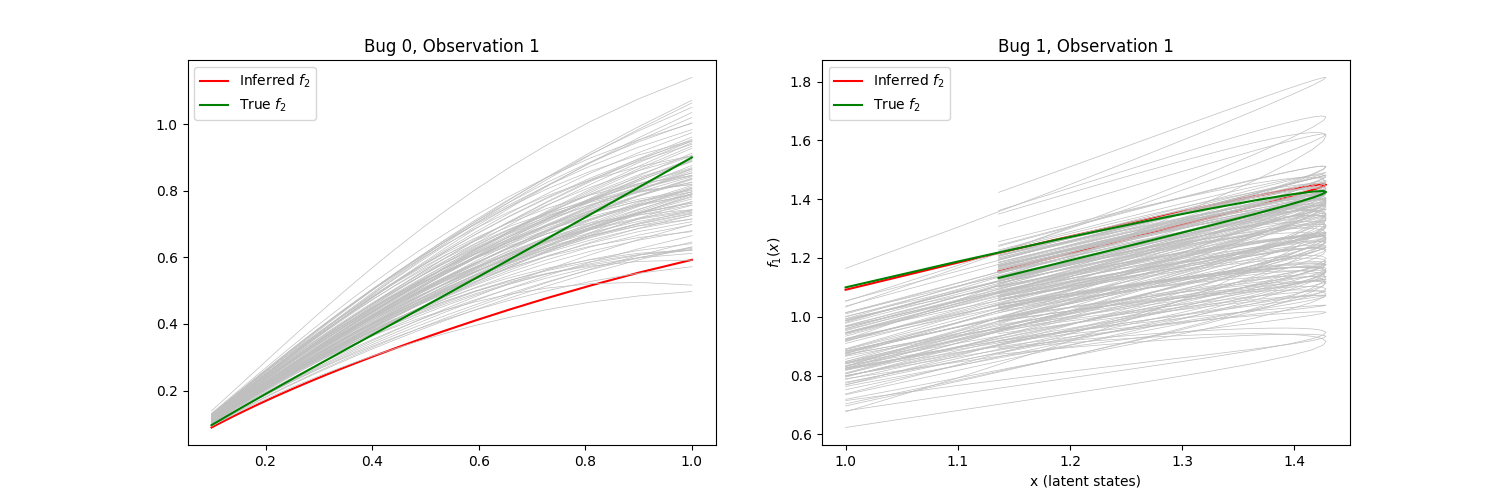 Bug 0, Observation 1
Inferred f₂
True f₂
1.0
0.8
0.6
0.4
0.2
0.2 0.4 0.6 0.8 1.0
Bug 1, Observation 1
Inferred f₂
True f₂
1.8
1.6
1.4
1.2
1.0
0.8
0.6
f₁(x)
1.0 1.1 1.2 1.3 1.4
x (latent states)